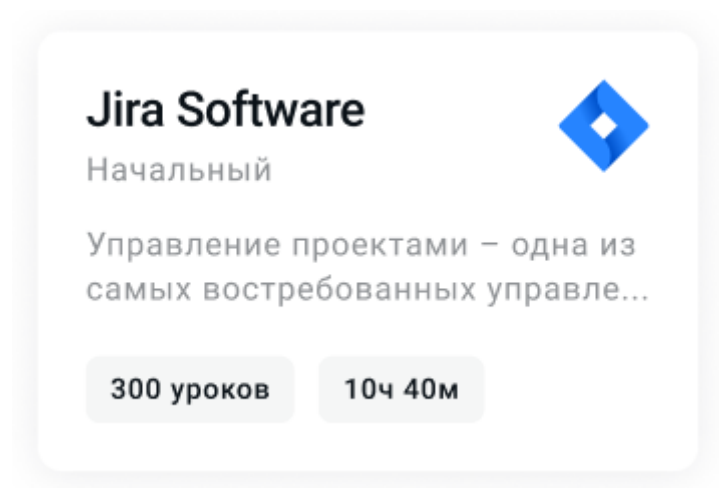 Jira Software
Начальный
Управление проектами – одна из
самых востребованных управле...
300 уроков
10ч 40м